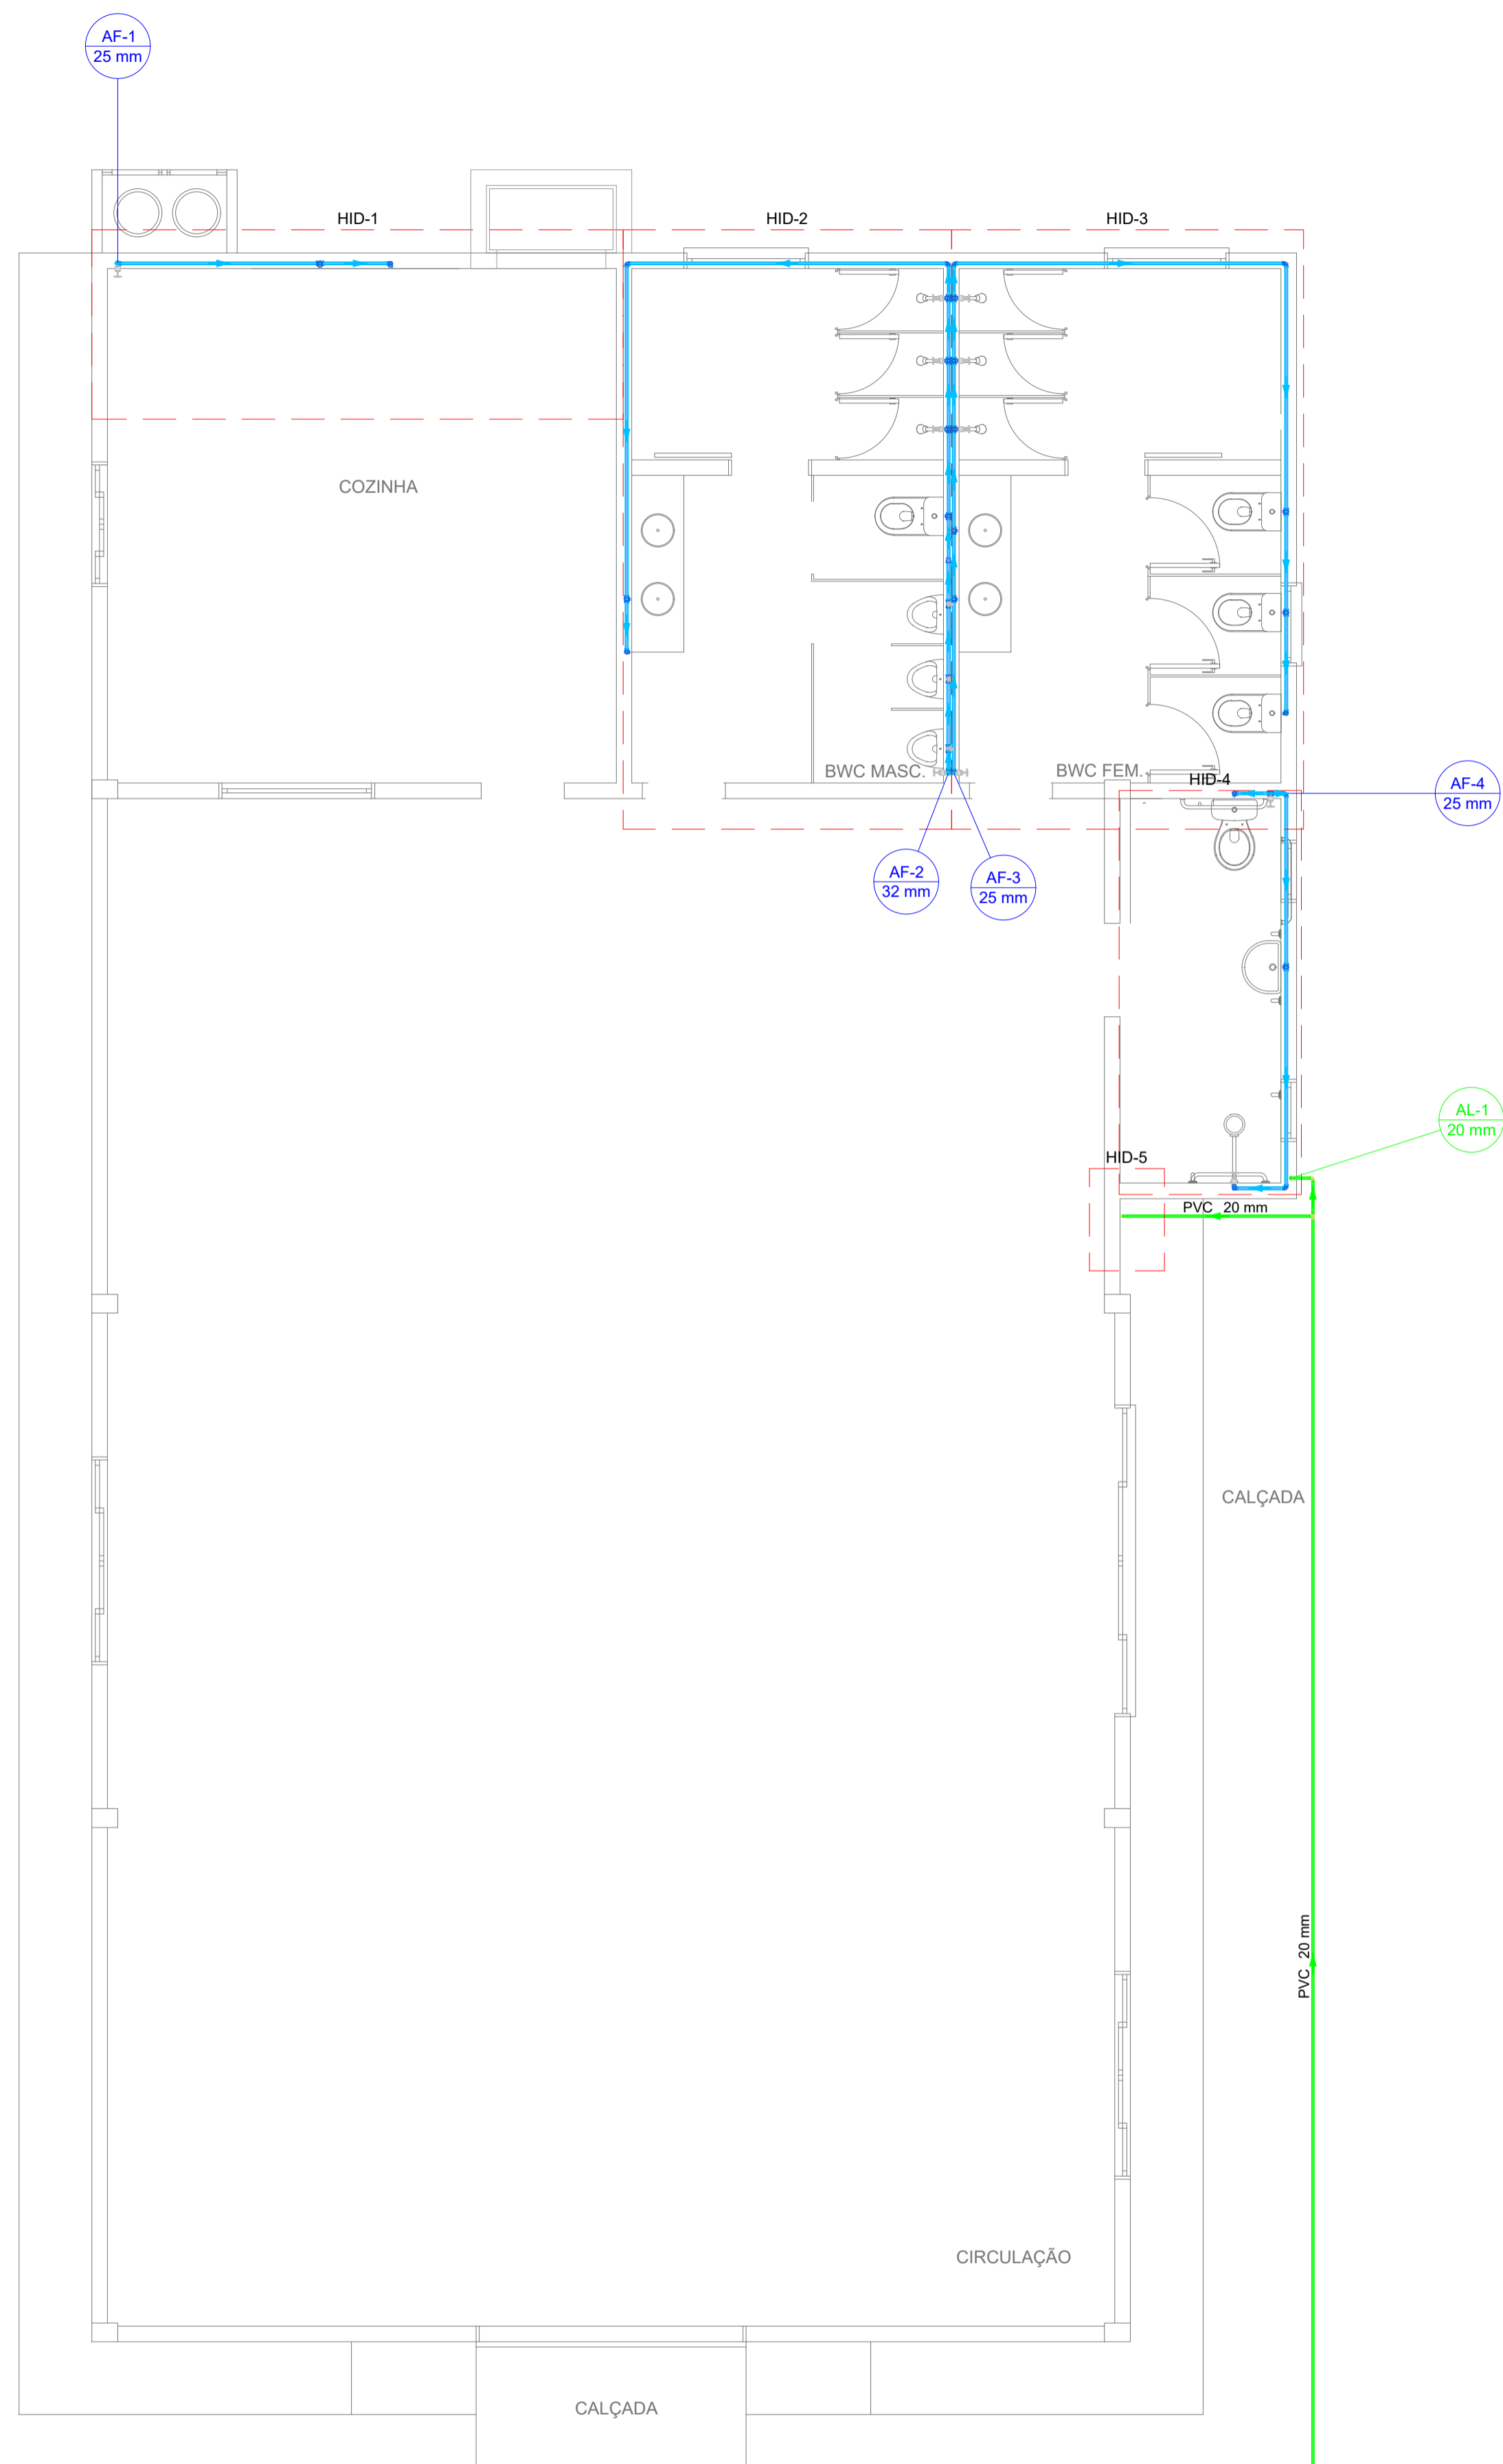 AF-1
25 mm
HID-1
HID-2
HID-3
COZINHA
BWC MASC.
BWC FEM.
HID-4
AF-4
25 mm
AF-2
32 mm
AF-3
25 mm
AL-1
20 mm
HID-5
PVC 20 mm
CALÇADA
PVC 20 mm
CIRCULAÇÃO
CALÇADA